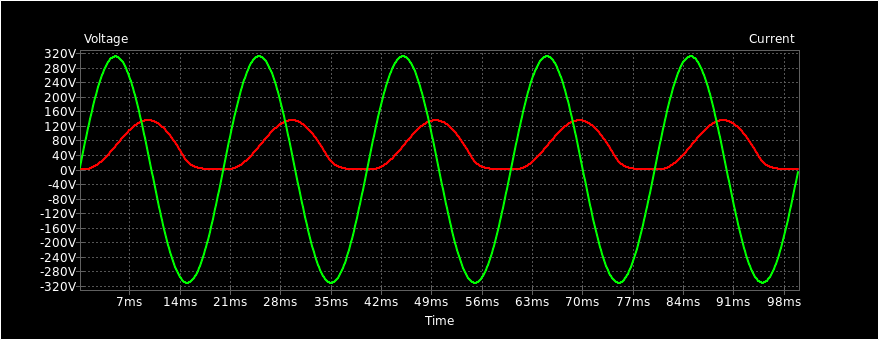 Voltage Current
320V
280V
240V
200V
160V
120V
80V
40V
0V
-40V
-80V
-120V
-160V
-200V
-240V
-280V
-320V
7ms 14ms 21ms 28ms 35ms 42ms 49ms 56ms 63ms 70ms 77ms 84ms 91ms 98ms
Time